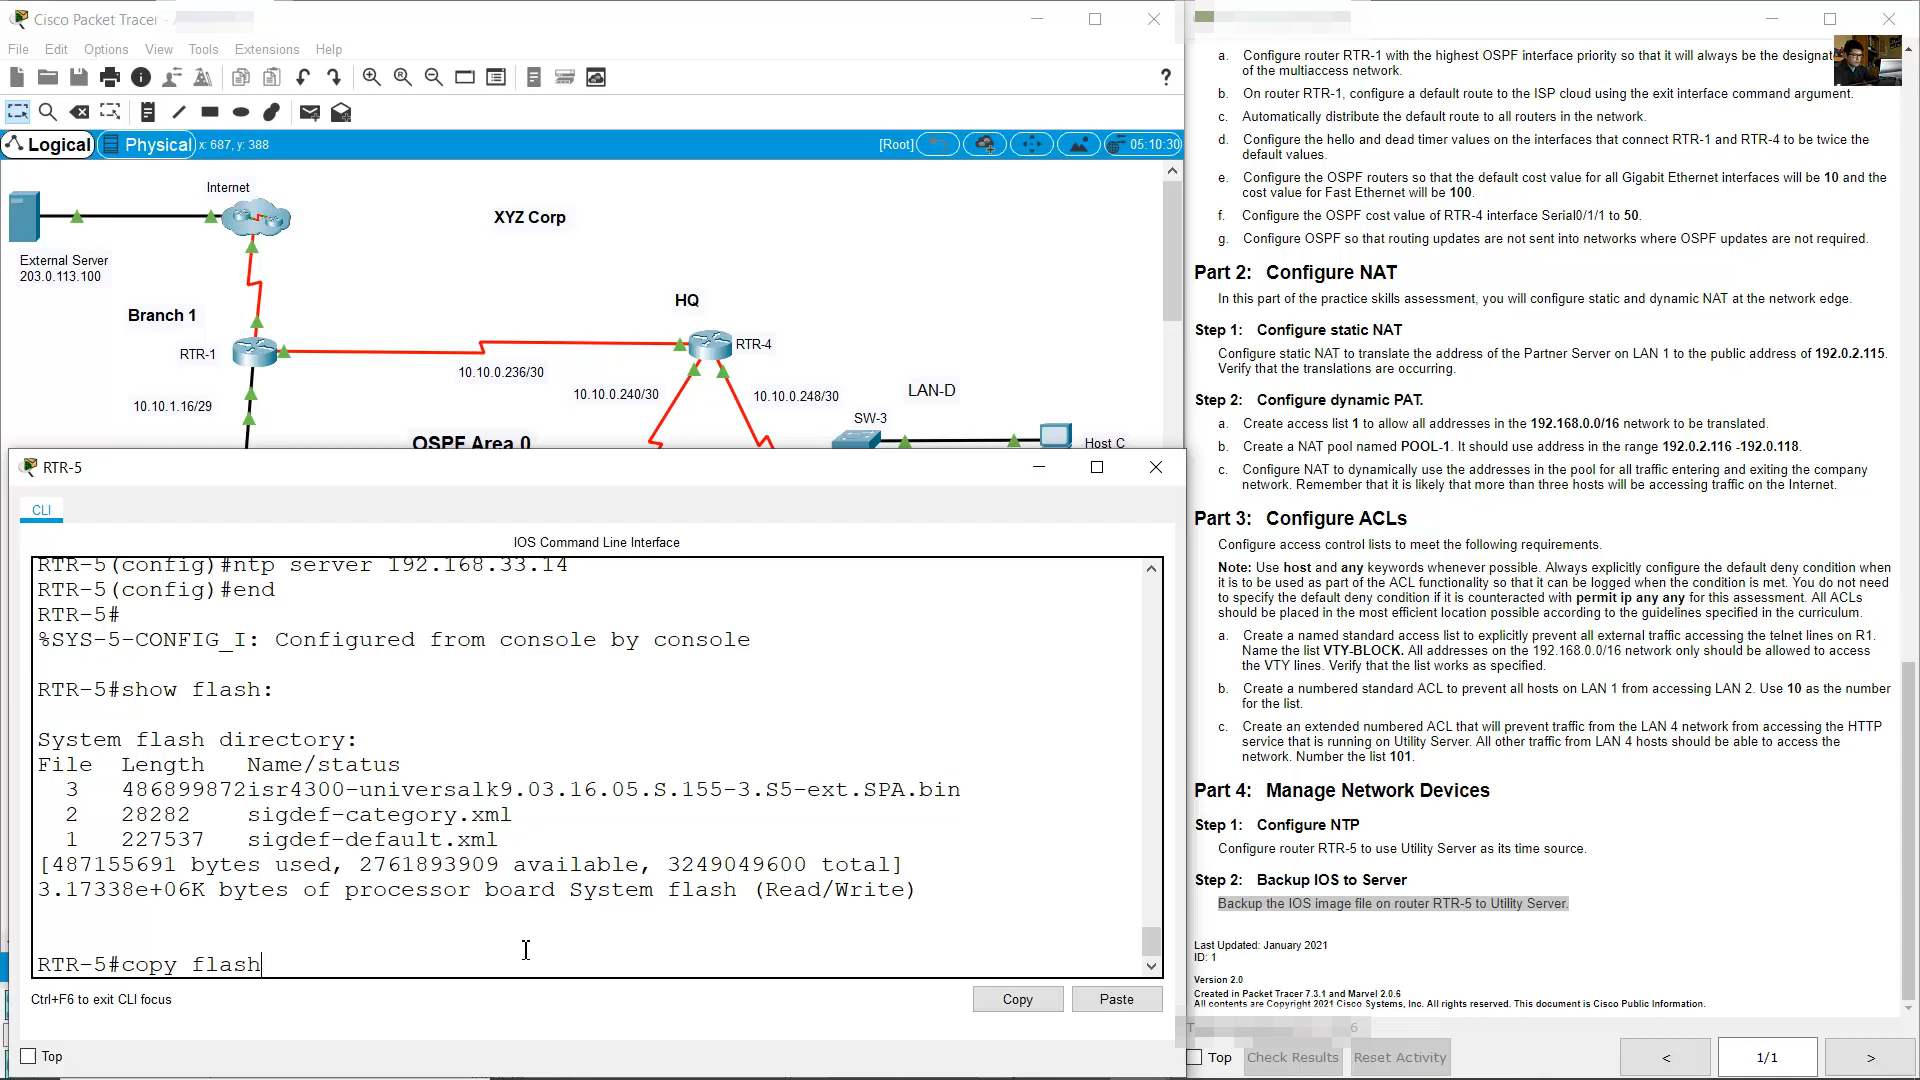 Cisco Packet Tracer -
File Edit Options View Tools Extensions Help
?
Logical Physical x: 687, y: 388 [Root] 05:10:30
Internet
XYZ Corp
External Server
203.0.113.100
HQ
Branch 1
RTR-4
RTR-1
10.10.0.236/30
10.10.0.240/30
10.10.0.248/30
LAN-D
10.10.1.16/29
SW-3
OSPF Area 0
Host C
RTR-5
CLI
IOS Command Line Interface
RTR-5(config)#ntp server 192.168.33.14
RTR-5(config)#end
RTR-5#
%SYS-5-CONFIG_I: Configured from console by console
RTR-5#show flash:
System flash directory:
File Length Name/status
3 486899872isr4300-universalk9.03.16.05.S.155-3.S5-ext.SPA.bin
2 28282 sigdef-category.xml
1 227537 sigdef-default.xml
[487155691 bytes used, 2761893909 available, 3249049600 total]
3.17338e+06K bytes of processor board System flash (Read/Write)
RTR-5#copy flash
Ctrl+F6 to exit CLI focus
Copy Paste
Top
a. Configure router RTR-1 with the highest OSPF interface priority so that it will always be the
of the multiaccess network.
b. On router RTR-1, configure a default route to the ISP cloud using the exit interface command argument.
c. Automatically distribute the default route to all routers in the network.
d. Configure the hello and dead timer values on the interfaces that connect RTR-1 and RTR-4 to be twice the
default values.
e. Configure the OSPF routers so that the default cost value for all Gigabit Ethernet interfaces will be 10 and the
cost value for Fast Ethernet will be 100.
f. Configure the OSPF cost value of RTR-4 interface Serial0/1/1 to 50.
g. Configure OSPF so that routing updates are not sent into networks where OSPF updates are not required.
Part 2: Configure NAT
In this part of the practice skills assessment, you will configure static and dynamic NAT at the network edge.
Step 1: Configure static NAT
Configure static NAT to translate the address of the Partner Server on LAN 1 to the public address of 192.0.2.115.
Verify that the translations are occurring.
Step 2: Configure dynamic PAT.
a. Create access list 1 to allow all addresses in the 192.168.0.0/16 network to be translated.
b. Create a NAT pool named POOL-1. It should use address in the range 192.0.2.116 -192.0.118.
c. Configure NAT to dynamically use the addresses in the pool for all traffic entering and exiting the company
network. Remember that it is likely that more than three hosts will be accessing traffic on the Internet.
Part 3: Configure ACLs
Configure access control lists to meet the following requirements.
Note: Use host and any keywords whenever possible. Always explicitly configure the default deny condition when
it is to be used as part of the ACL functionality so that it can be logged when the condition is met. You do not need
to specify the default deny condition if it is counteracted with permit ip any any for this assessment. All ACLs
should be placed in the most efficient location possible according to the guidelines specified in the curriculum.
a. Create a named standard access list to explicitly prevent all external traffic accessing the telnet lines on R1.
Name the list VTY-BLOCK. All addresses on the 192.168.0.0/16 network only should be allowed to access
the VTY lines. Verify that the list works as specified.
b. Create a numbered standard ACL to prevent all hosts on LAN 1 from accessing LAN 2. Use 10 as the number
for the list.
c. Create an extended numbered ACL that will prevent traffic from the LAN 4 network from accessing the HTTP
service that is running on Utility Server. All other traffic from LAN 4 hosts should be able to access the
network. Number the list 101.
Part 4: Manage Network Devices
Step 1: Configure NTP
Configure router RTR-5 to use Utility Server as its time source.
Step 2: Backup IOS to Server
Backup the IOS image file on router RTR-5 to Utility Server.
Last Updated: January 2021
ID: 1
Version 2.0
Created in Packet Tracer 7.3.1 and Marvel 2.0.6
All contents are Copyright 2021 Cisco Systems, Inc. All rights reserved. This document is Cisco Public Information.
Top Check Results Reset Activity < 1/1 >